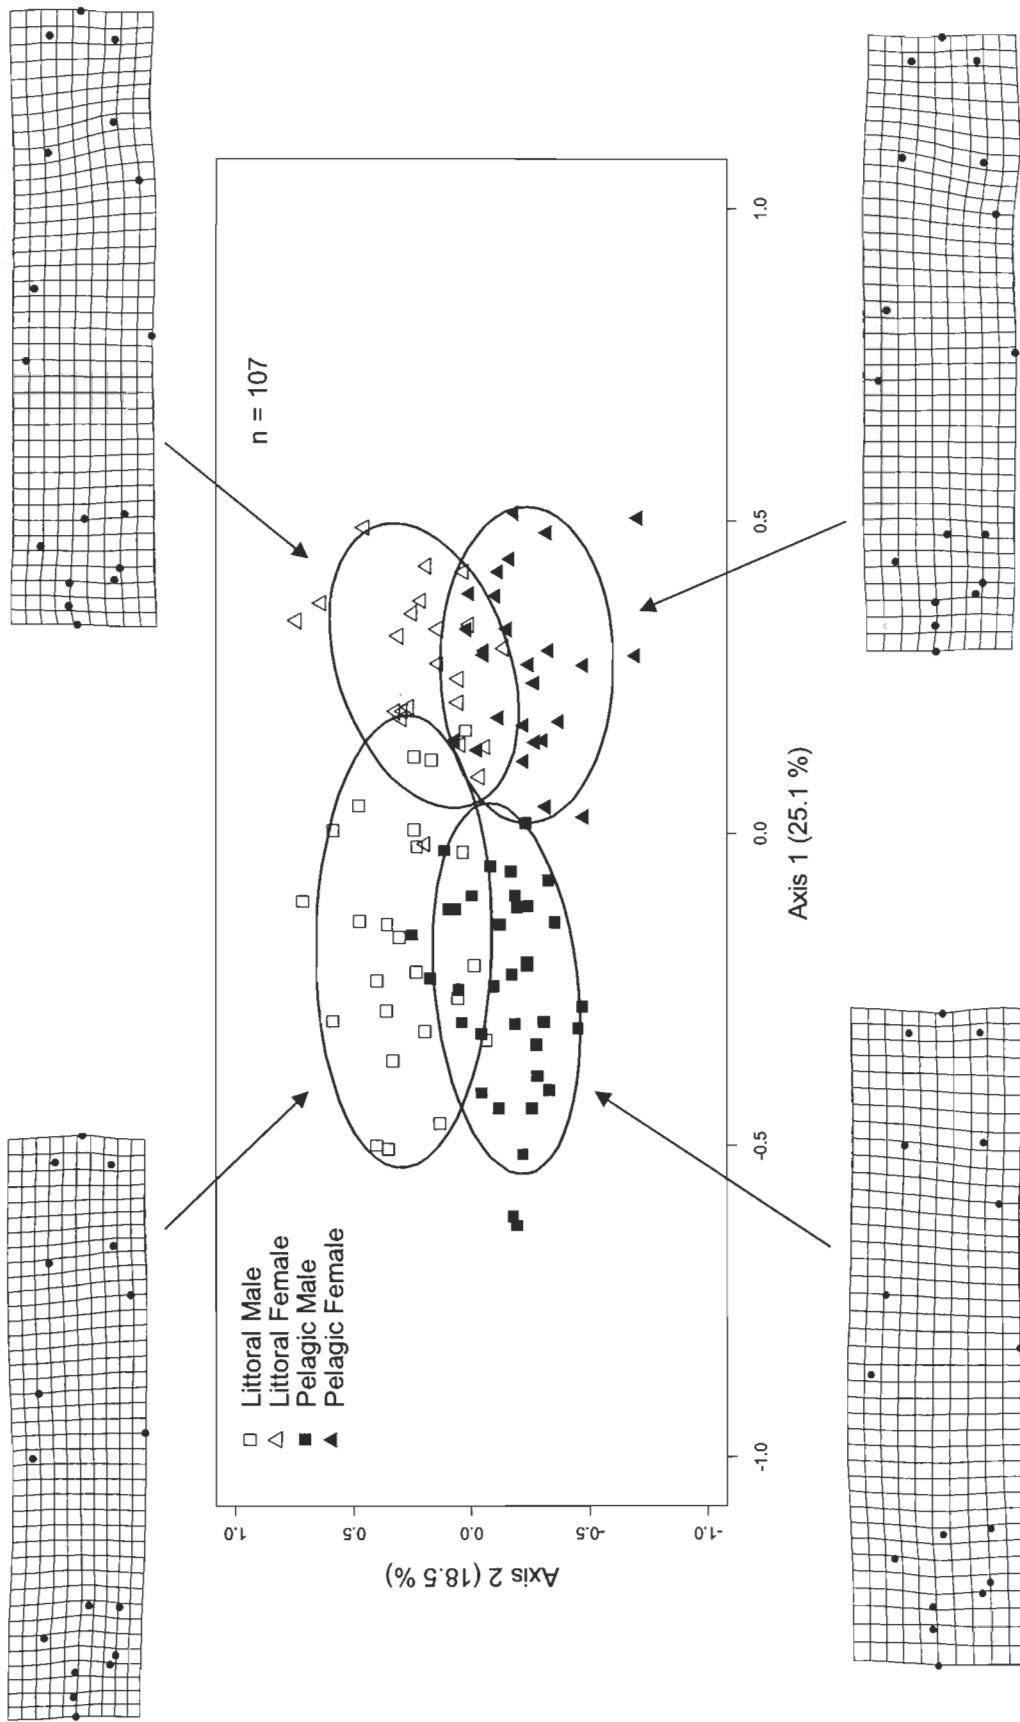 n = 107
□ Littoral Male
△ Littoral Female
■ Pelagic Male
▲ Pelagic Female
Axis 2 (18.5 %)
1.0
0.5
0.0
-0.5
-1.0
-1.0 -0.5 0.0 0.5 1.0
Axis 1 (25.1 %)